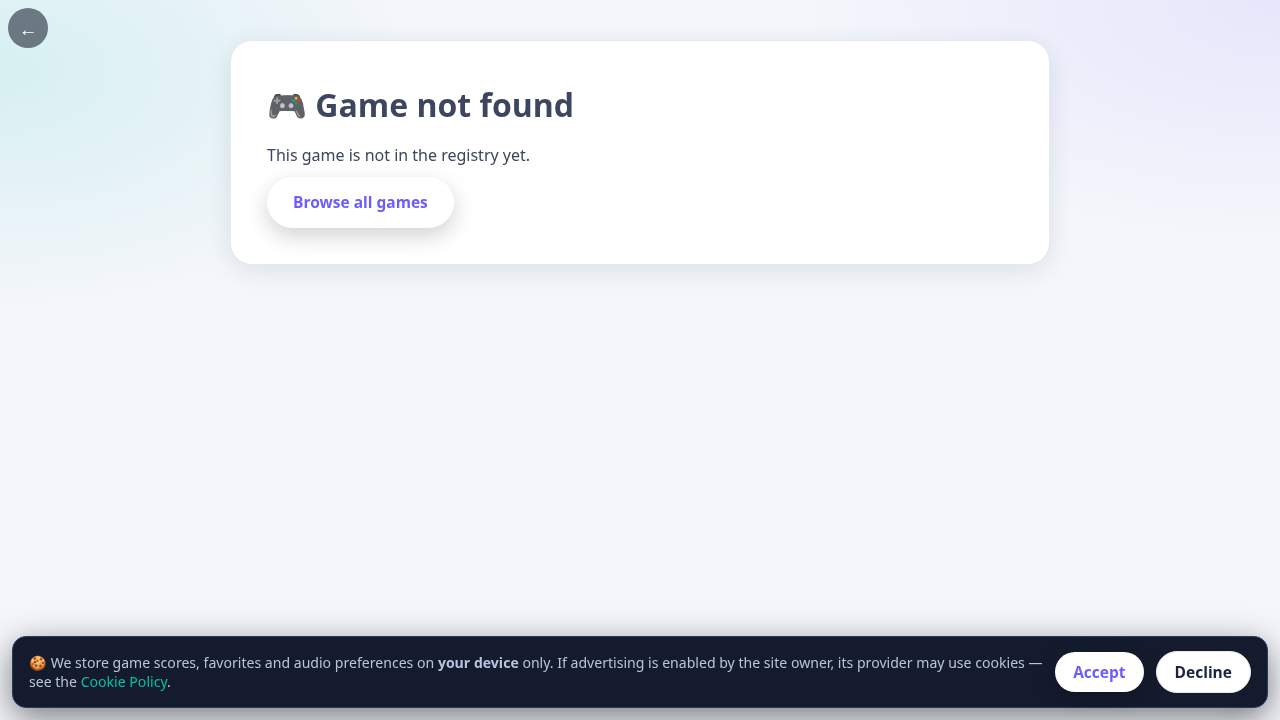 ←
🎮 Game not found
This game is not in the registry yet.
Browse all games
🍪 We store game scores, favorites and audio preferences on your device only. If advertising is enabled by the site owner, its provider may use cookies —
see the Cookie Policy.
Accept
Decline